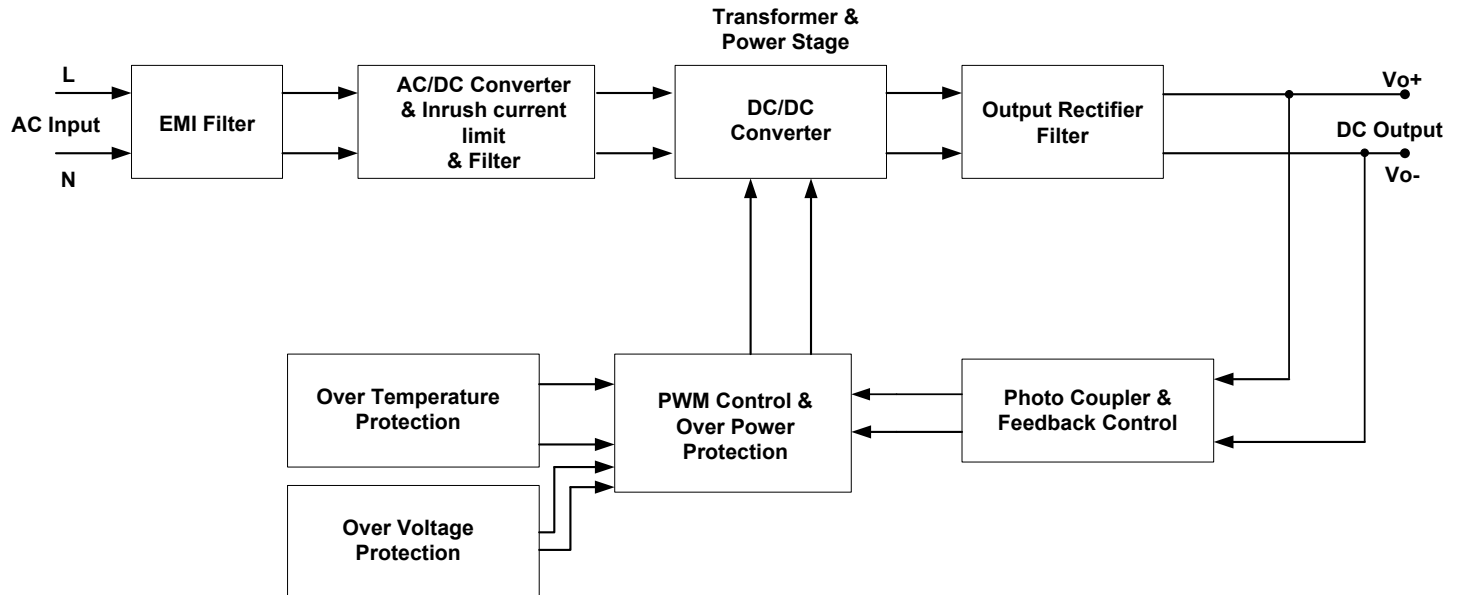 Transformer &
Power Stage
L
AC Input
N
EMI Filter
AC/DC Converter
& Inrush current
limit
& Filter
DC/DC
Converter
Output Rectifier
Filter
Vo+
DC Output
Vo-
Over Temperature
Protection
PWM Control &
Over Power
Protection
Photo Coupler &
Feedback Control
Over Voltage
Protection